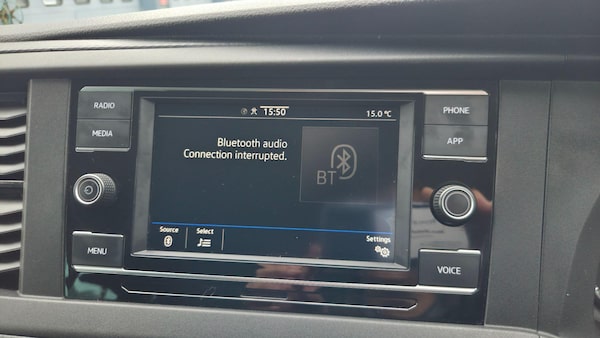 RADIO
MEDIA
MENU
15:50
15.0 °C
Bluetooth audio
Connection interrupted.
BT
Source
Select
Settings
PHONE
APP
VOICE